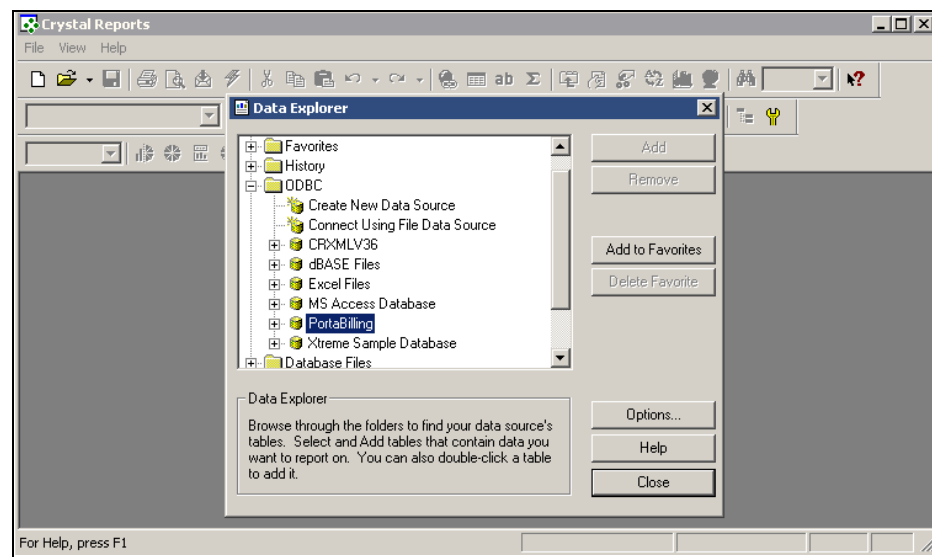 Crystal Reports
File View Help
ab Σ
Data Explorer
Favorites
Add
History
Remove
ODBC
Create New Data Source
Connect Using File Data Source
CRXMLV36
Add to Favorites
dBASE Files
Excel Files
Delete Favorite
MS Access Database
PortaBilling
Xtreme Sample Database
Database Files
Data Explorer
Browse through the folders to find your data source's
tables. Select and Add tables that contain data you
want to report on. You can also double-click a table
to add it.
Options...
Help
Close
For Help, press F1